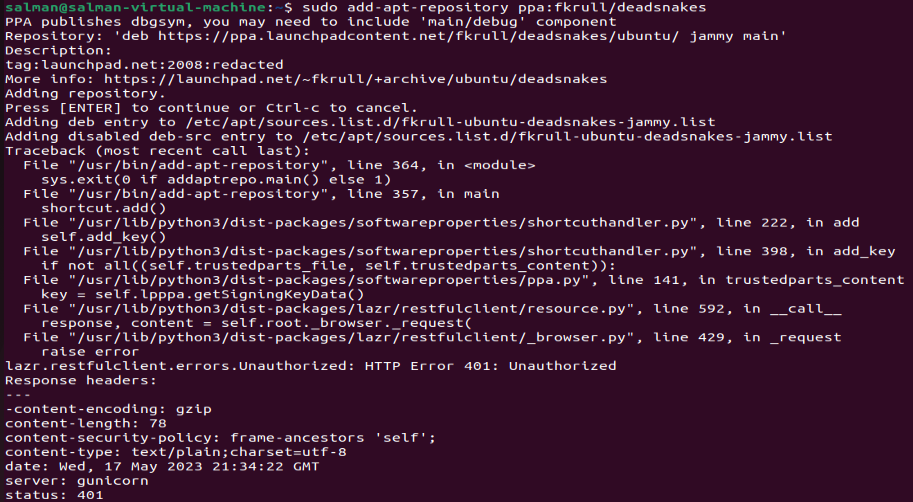 salman@salman-virtual-machine:~$ sudo add-apt-repository ppa:fkrull/deadsnakes
PPA publishes dbgsym, you may need to include 'main/debug' component
Repository: 'deb https://ppa.launchpadcontent.net/fkrull/deadsnakes/ubuntu/ jammy main'
Description:
tag:launchpad.net:2008:redacted
More info: https://launchpad.net/~fkrull/+archive/ubuntu/deadsnakes
Adding repository.
Press [ENTER] to continue or Ctrl-c to cancel.
Adding deb entry to /etc/apt/sources.list.d/fkrull-ubuntu-deadsnakes-jammy.list
Adding disabled deb-src entry to /etc/apt/sources.list.d/fkrull-ubuntu-deadsnakes-jammy.list
Traceback (most recent call last):
  File "/usr/bin/add-apt-repository", line 364, in <module>
    sys.exit(0 if addaptrepo.main() else 1)
  File "/usr/bin/add-apt-repository", line 357, in main
    shortcut.add()
  File "/usr/lib/python3/dist-packages/softwareproperties/shortcuthandler.py", line 222, in add
    self.add_key()
  File "/usr/lib/python3/dist-packages/softwareproperties/shortcuthandler.py", line 398, in add_key
    if not all((self.trustedparts_file, self.trustedparts_content)):
  File "/usr/lib/python3/dist-packages/softwareproperties/ppa.py", line 141, in trustedparts_content
    key = self.lpppa.getSigningKeyData()
  File "/usr/lib/python3/dist-packages/lazr/restfulclient/resource.py", line 592, in __call__
    response, content = self.root._browser._request(
  File "/usr/lib/python3/dist-packages/lazr/restfulclient/_browser.py", line 429, in _request
    raise error
lazr.restfulclient.errors.Unauthorized: HTTP Error 401: Unauthorized
Response headers:
---
-content-encoding: gzip
content-length: 78
content-security-policy: frame-ancestors 'self';
content-type: text/plain;charset=utf-8
date: Wed, 17 May 2023 21:34:22 GMT
server: gunicorn
status: 401